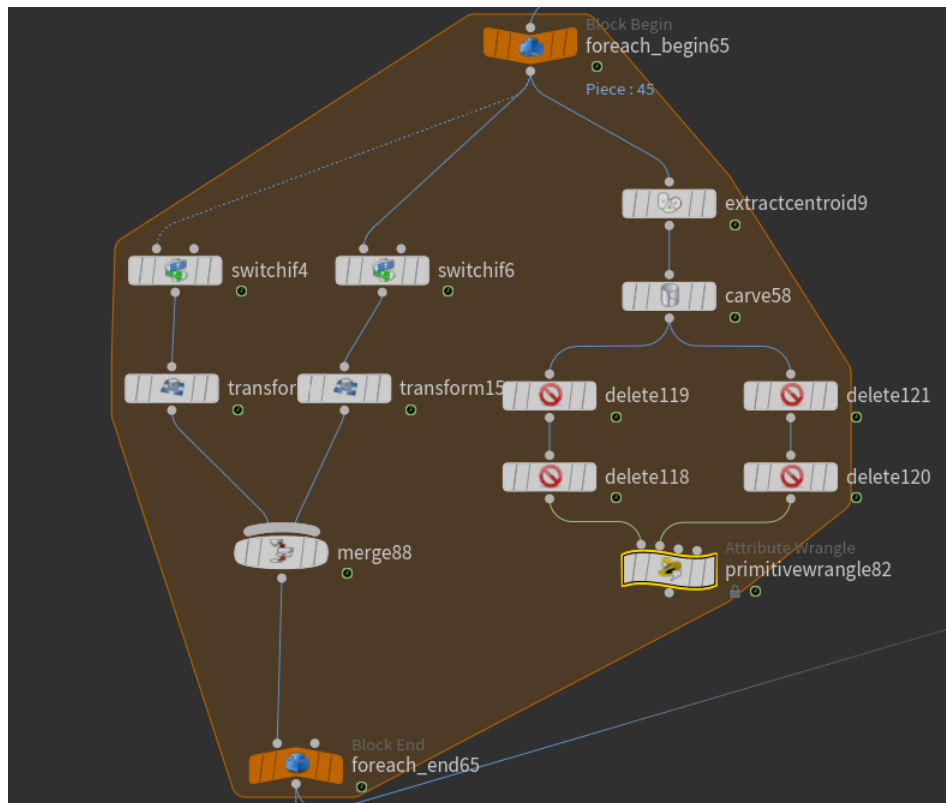 Block Begin
foreach_begin65
Piece : 45
extractcentroid9
switchif4
switchif6
carve58
transfor
transform15
delete119
delete121
delete118
delete120
merge88
Attribute Wrangle
primitivewrangle82
Block End
foreach_end65